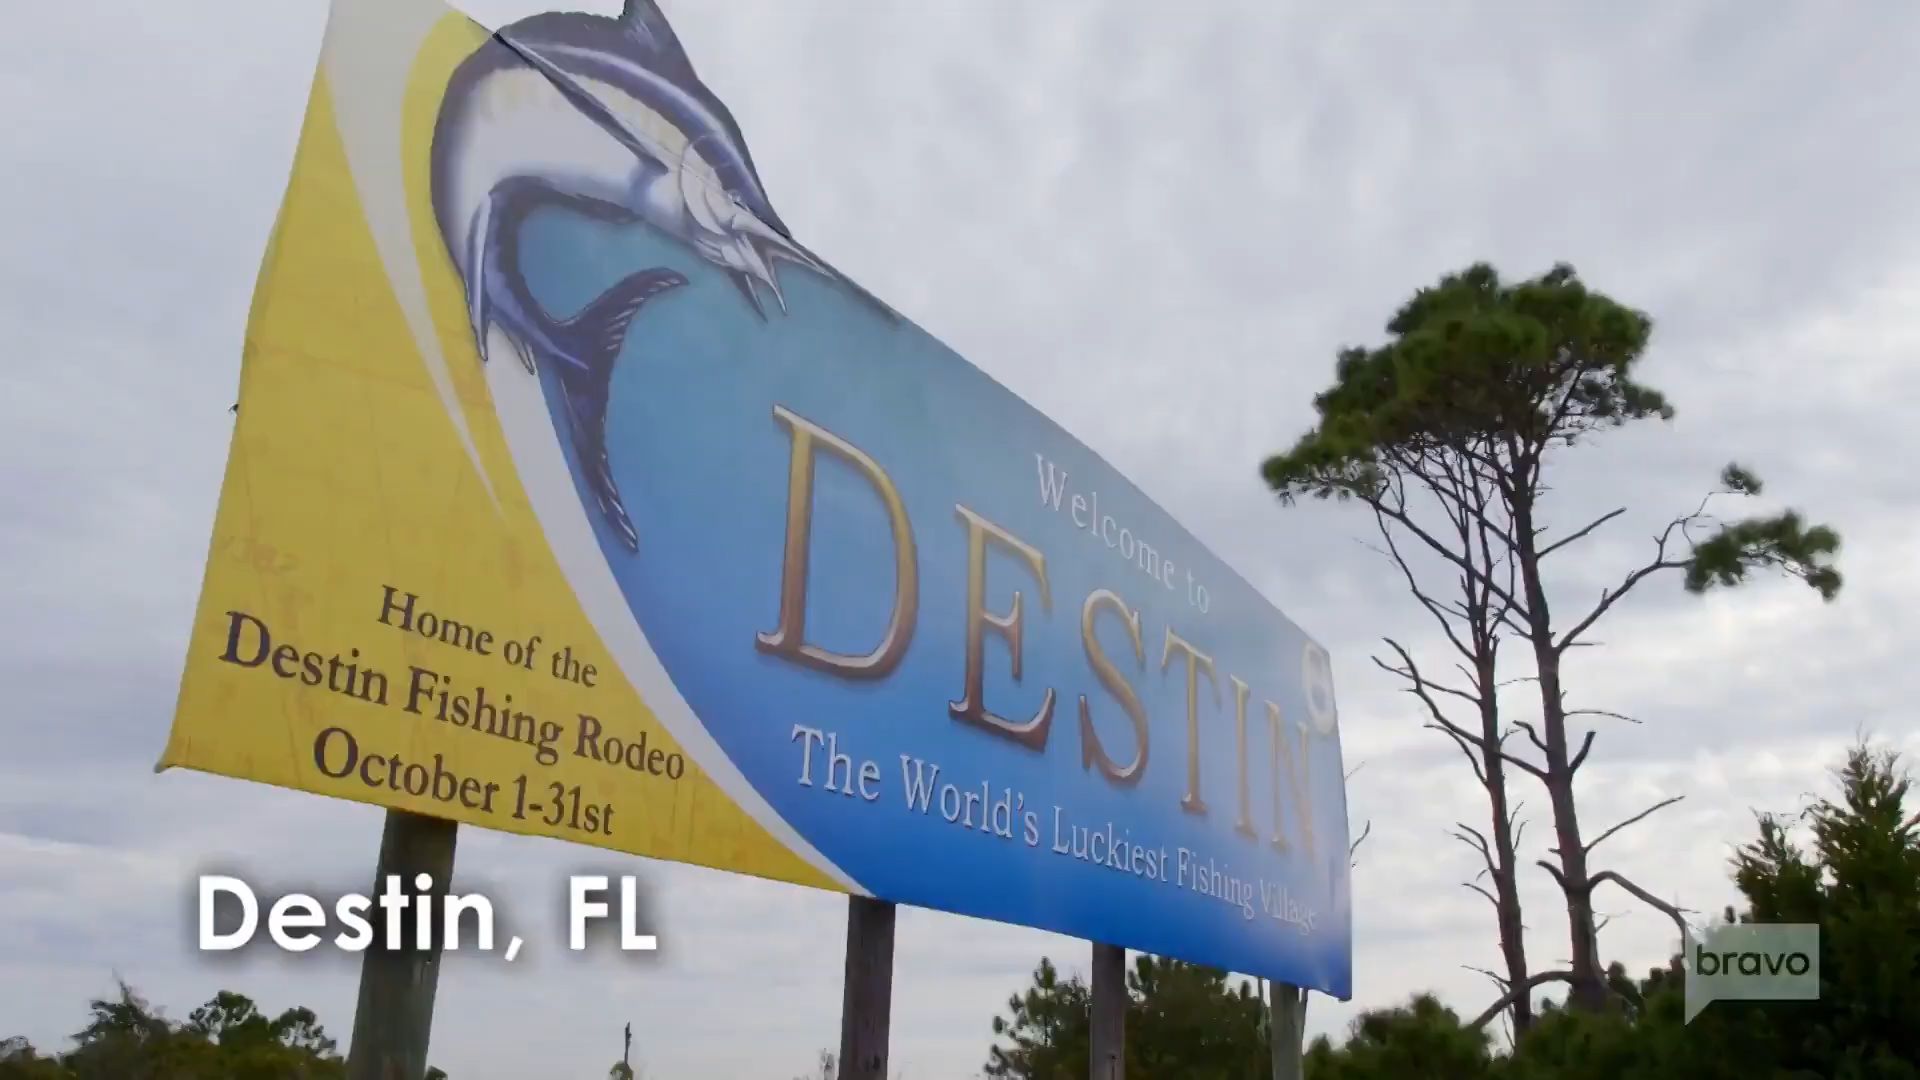 Welcome to
DESTIN
The World's Luckiest Fishing Village
Home of the
Destin Fishing Rodeo
October 1-31st
Destin, FL
bravo